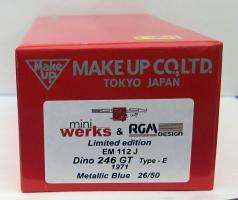 Make
Up
MAKE UP CO., LTD.
TOKYO JAPAN
mini
werks & RGM
DESIGN
Limited edition
EM 112 J
Dino 246 GT Type - E
1971
Metallic Blue 26/50